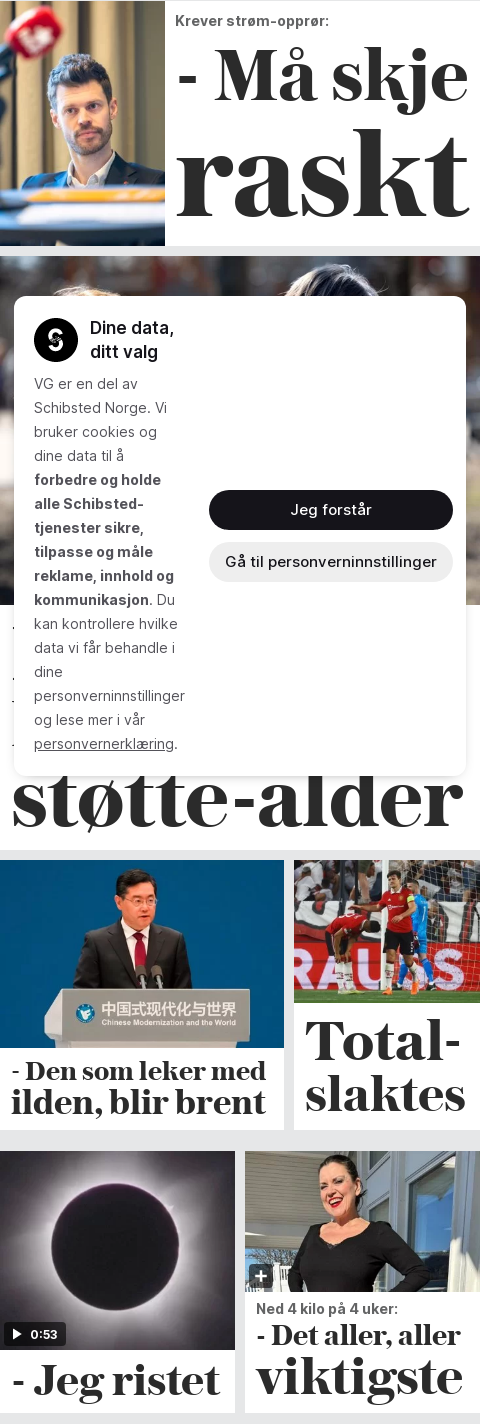 Krever strøm-opprør:
- Må skje
raskt
Dine data,
ditt valg
VG er en del av
Schibsted Norge. Vi
bruker cookies og
dine data til å
forbedre og holde
alle Schibsted-
tjenester sikre,
tilpasse og måle
reklame, innhold og
kommunikasjon. Du
kan kontrollere hvilke
data vi får behandle i
dine
personverninnstillinger
og lese mer i vår
personvernerklæring.
Jeg forstår
Gå til personverninnstillinger
støtte-alder
中国式现代化与世界
Chinese Modernization and the World
- Den som leker med
ilden, blir brent
Total-
slaktes
0:53
- Jeg ristet
Ned 4 kilo på 4 uker:
- Det aller, aller
viktigste